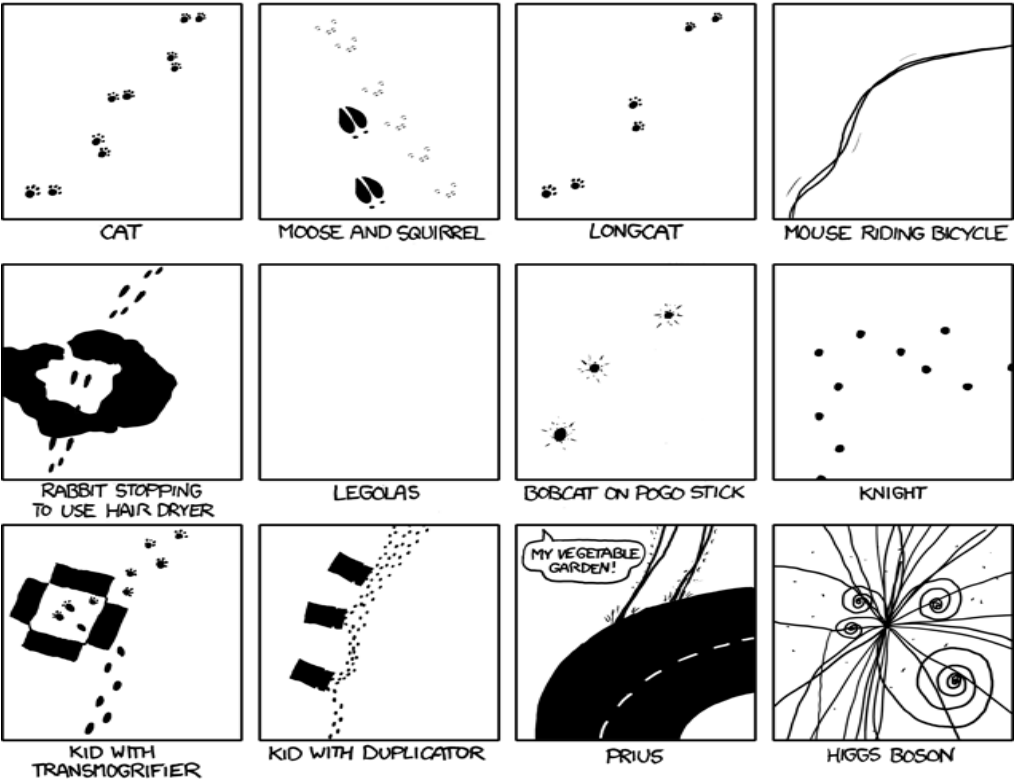 CAT
MOOSE AND SQUIRREL
LONGCAT
MOUSE RIDING BICYCLE
RABBIT STOPPING
TO USE HAIR DRYER
LEGOLAS
BOBCAT ON POGO STICK
KNIGHT
MY VEGETABLE
GARDEN!
KID WITH
TRANSMOGRIFIER
KID WITH DUPLICATOR
PRIUS
HIGGS BOSON